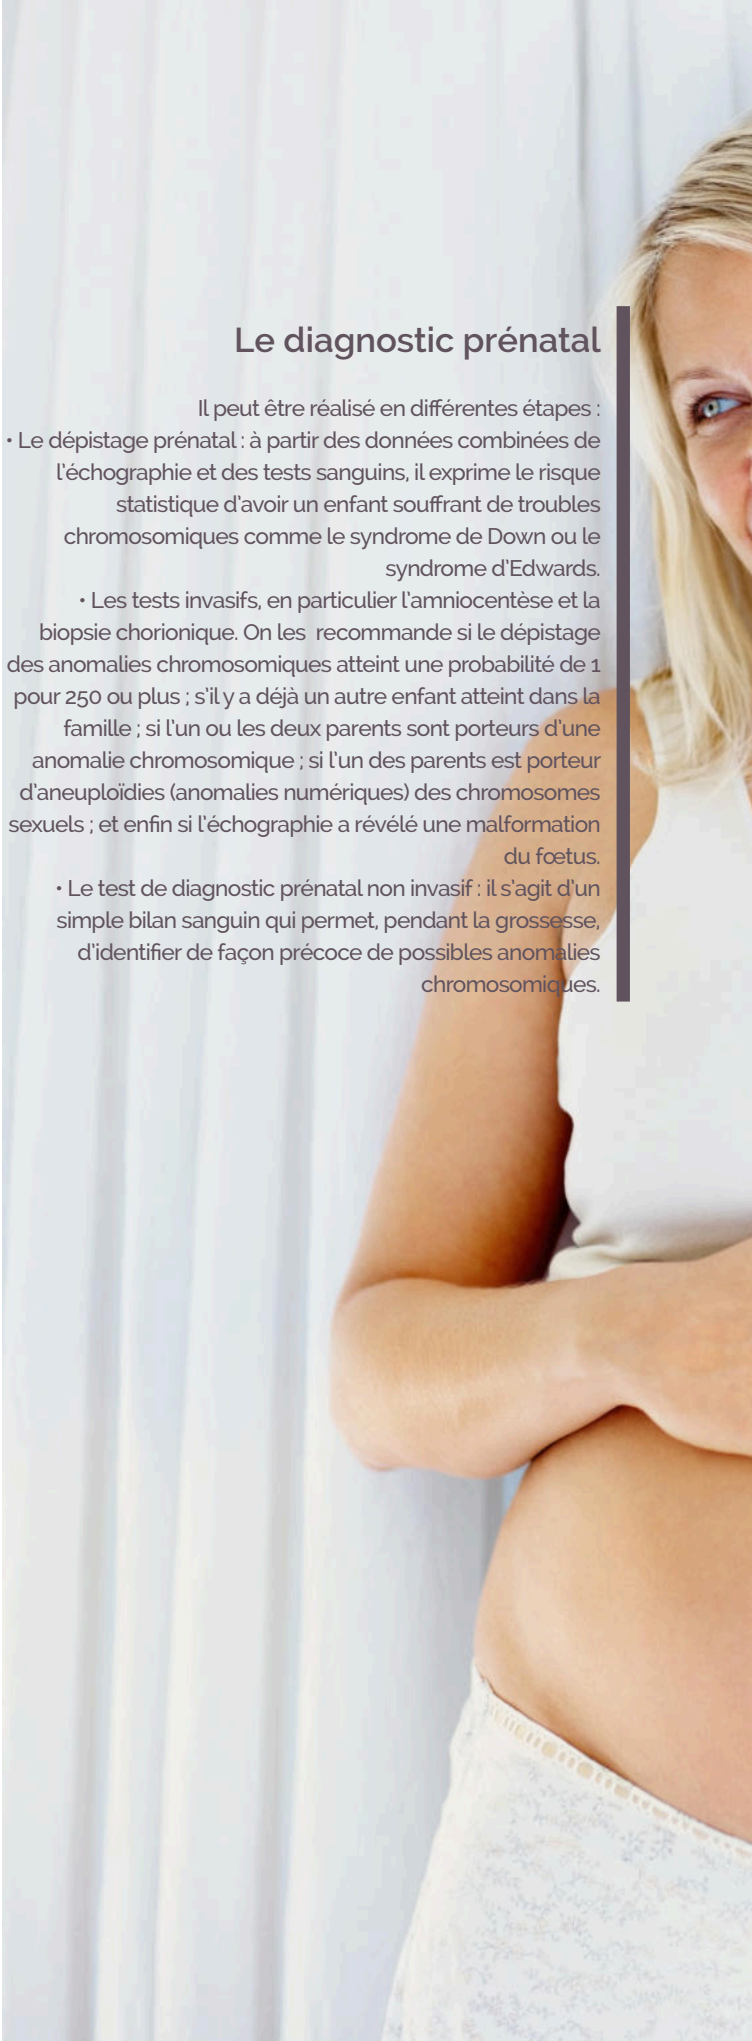 Le diagnostic prénatal
Il peut être réalisé en différentes étapes :
• Le dépistage prénatal : à partir des données combinées de
l'échographie et des tests sanguins, il exprime le risque
statistique d'avoir un enfant souffrant de troubles
chromosomiques comme le syndrome de Down ou le
syndrome d'Edwards.
• Les tests invasifs, en particulier l'amniocentèse et la
biopsie chorionique. On les  recommande si le dépistage
des anomalies chromosomiques atteint une probabilité de 1
pour 250 ou plus ; s'il y a déjà un autre enfant atteint dans la
famille ; si l'un ou les deux parents sont porteurs d'une
anomalie chromosomique ; si l'un des parents est porteur
d'aneuploïdies (anomalies numériques) des chromosomes
sexuels ; et enfin si l'échographie a révélé une malformation
du fœtus.
• Le test de diagnostic prénatal non invasif : il s'agit d'un
simple bilan sanguin qui permet, pendant la grossesse,
d'identifier de façon précoce de possibles anomalies
chromosomiques.